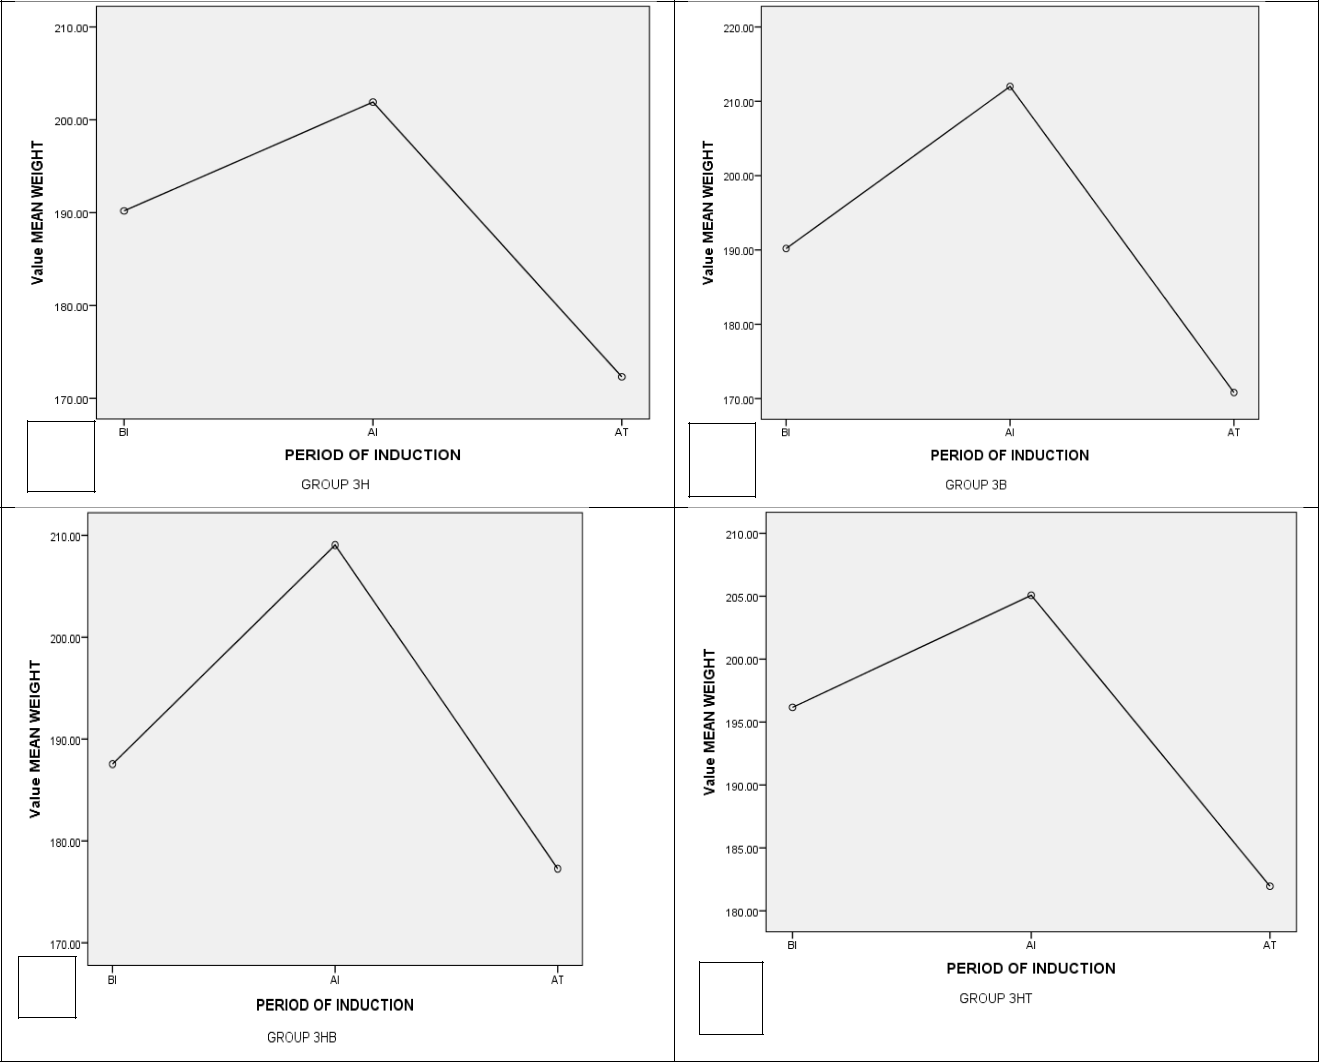 210.00
200.00
190.00
180.00
170.00
Value MEAN WEIGHT
BI AI AT
PERIOD OF INDUCTION
GROUP 3H
220.00
210.00
200.00
190.00
180.00
170.00
Value MEAN WEIGHT
BI AI AT
PERIOD OF INDUCTION
GROUP 3B
210.00
200.00
190.00
180.00
170.00
Value MEAN WEIGHT
BI AI AT
PERIOD OF INDUCTION
GROUP 3HB
210.00
205.00
200.00
195.00
190.00
185.00
180.00
Value MEAN WEIGHT
BI AI AT
PERIOD OF INDUCTION
GROUP 3HT